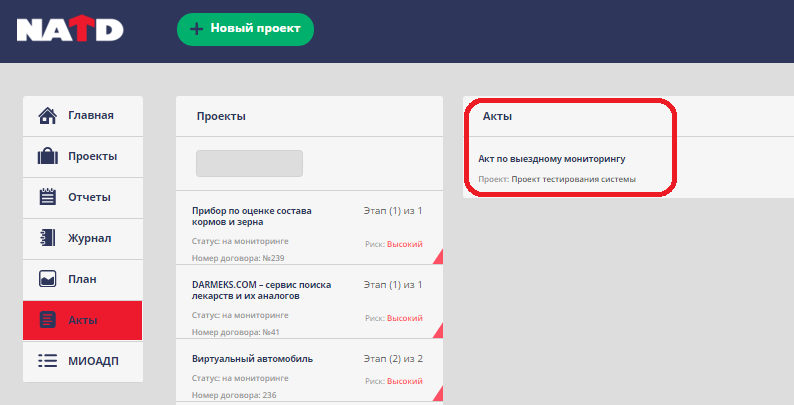 NATD
Новый проект
Главная
Проекты
Отчеты
Журнал
План
Акты
МИОАДП
Проекты
Прибор по оценке состава
кормов и зерна
Этап (1) из 1
Статус: на мониторинге
Риск: Высокий
Номер договора: №239
DARMEKS.COM – сервис поиска
лекарств и их аналогов
Этап (1) из 1
Статус: на мониторинге
Риск: Высокий
Номер договора: №41
Виртуальный автомобиль
Этап (2) из 2
Статус: на мониторинге
Риск: Высокий
Номер договора: 236
Акты
Акт по выездному мониторингу
Проект: Проект тестирования системы